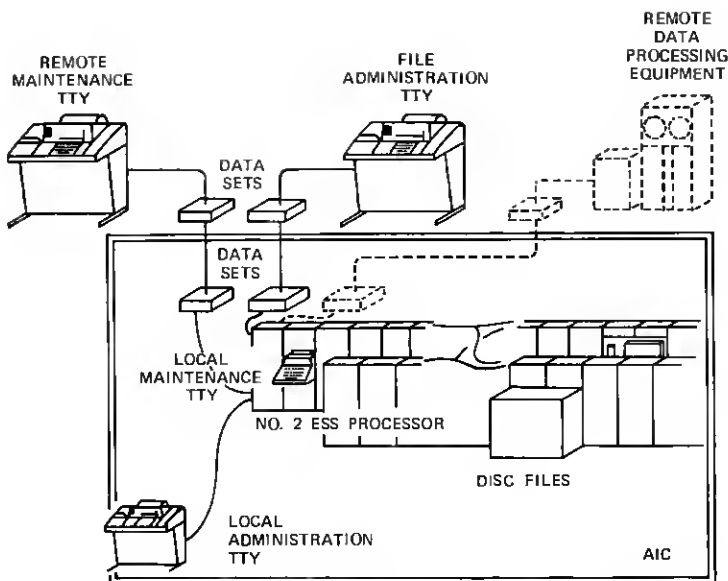 REMOTE
MAINTENANCE
TTY
FILE
ADMINISTRATION
TTY
REMOTE
DATA
PROCESSING
EQUIPMENT
DATA
SETS
DATA
SETS
LOCAL
MAINTENANCE
TTY
NO. 2 ESS PROCESSOR
DISC FILES
LOCAL
ADMINISTRATION
TTY
AIC